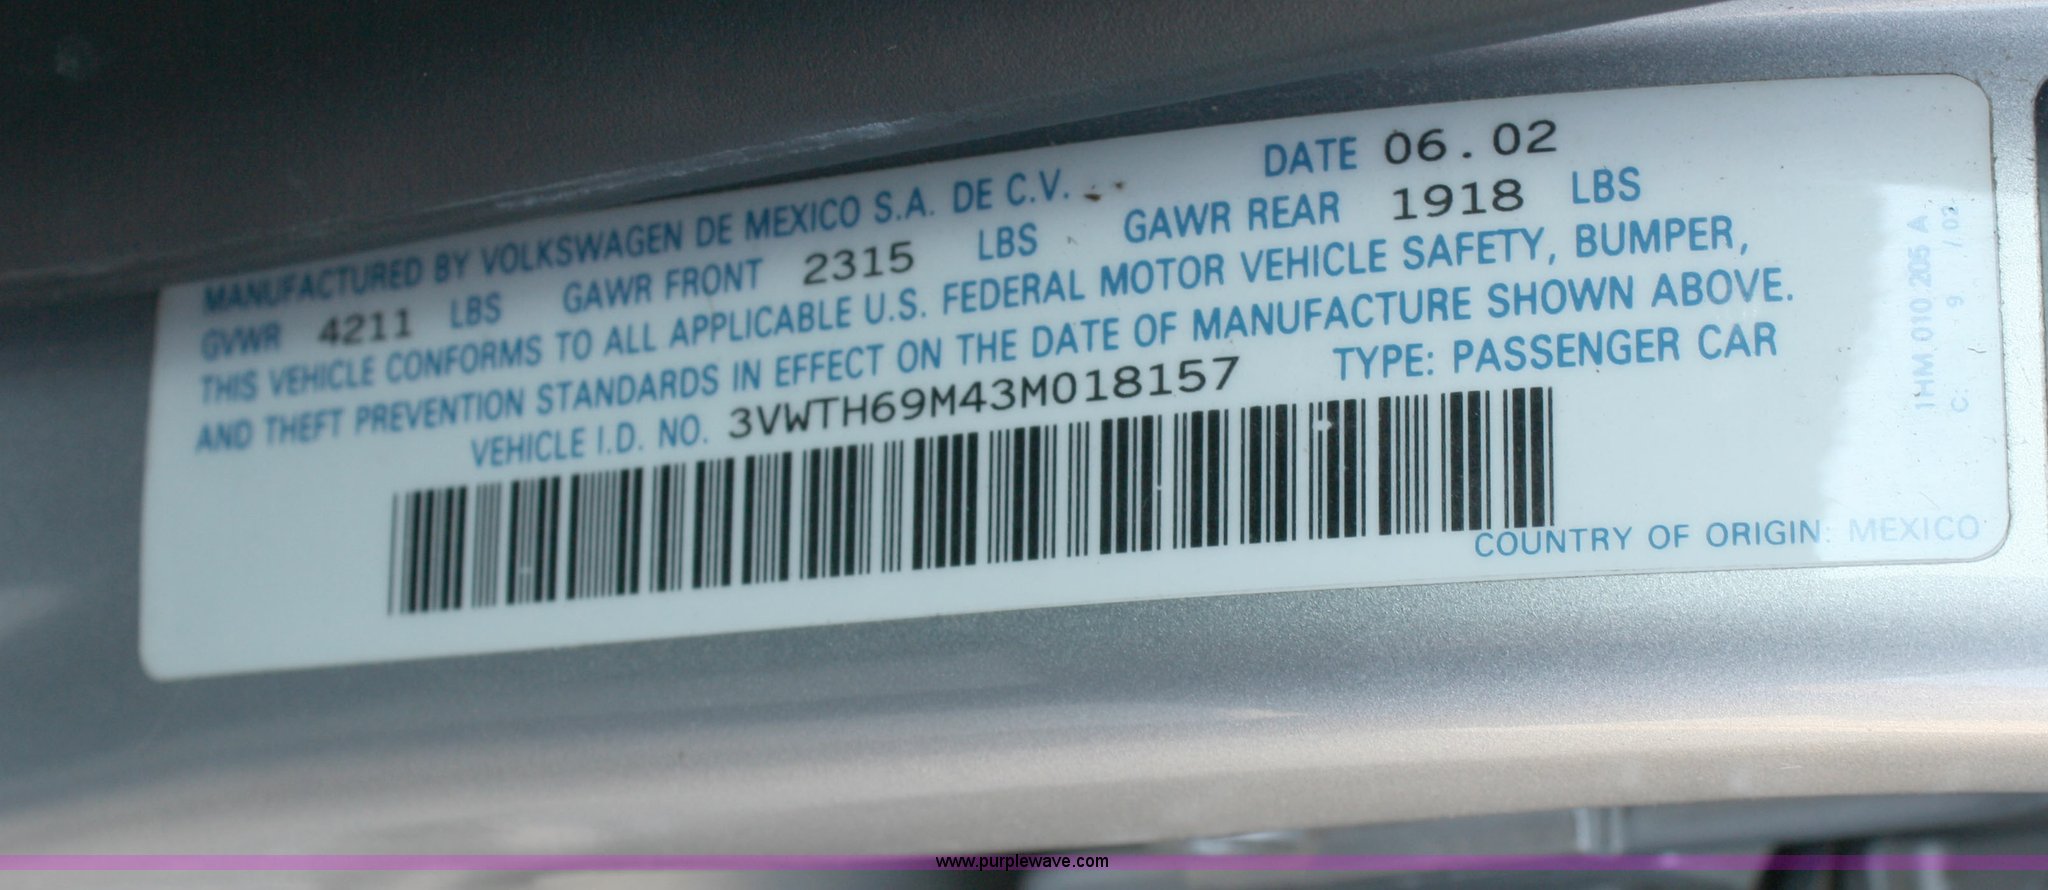 MANUFACTURED BY VOLKSWAGEN DE MEXICO S.A. DE C.V. DATE 06.02
GVWR 4211 LBS GAWR FRONT 2315 LBS GAWR REAR 1918 LBS
THIS VEHICLE CONFORMS TO ALL APPLICABLE U.S. FEDERAL MOTOR VEHICLE SAFETY, BUMPER,
AND THEFT PREVENTION STANDARDS IN EFFECT ON THE DATE OF MANUFACTURE SHOWN ABOVE.
VEHICLE I.D. NO. 3VWTH69M43M018157 TYPE: PASSENGER CAR
COUNTRY OF ORIGIN: MEXICO
1HM 010 205 A
C: 9 /02
www.purplewave.com